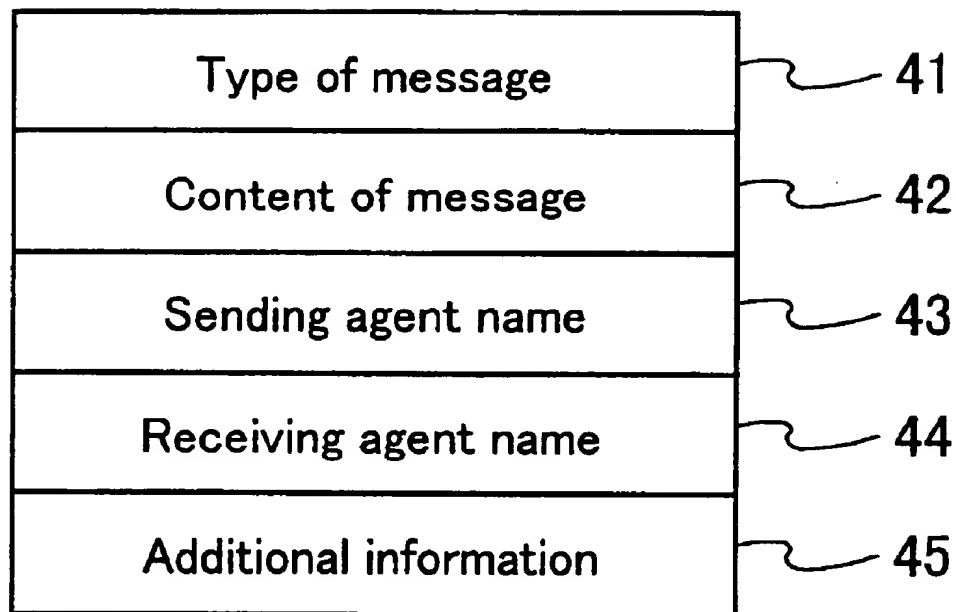 Type of message 41
Content of message 42
Sending agent name 43
Receiving agent name 44
Additional information 45